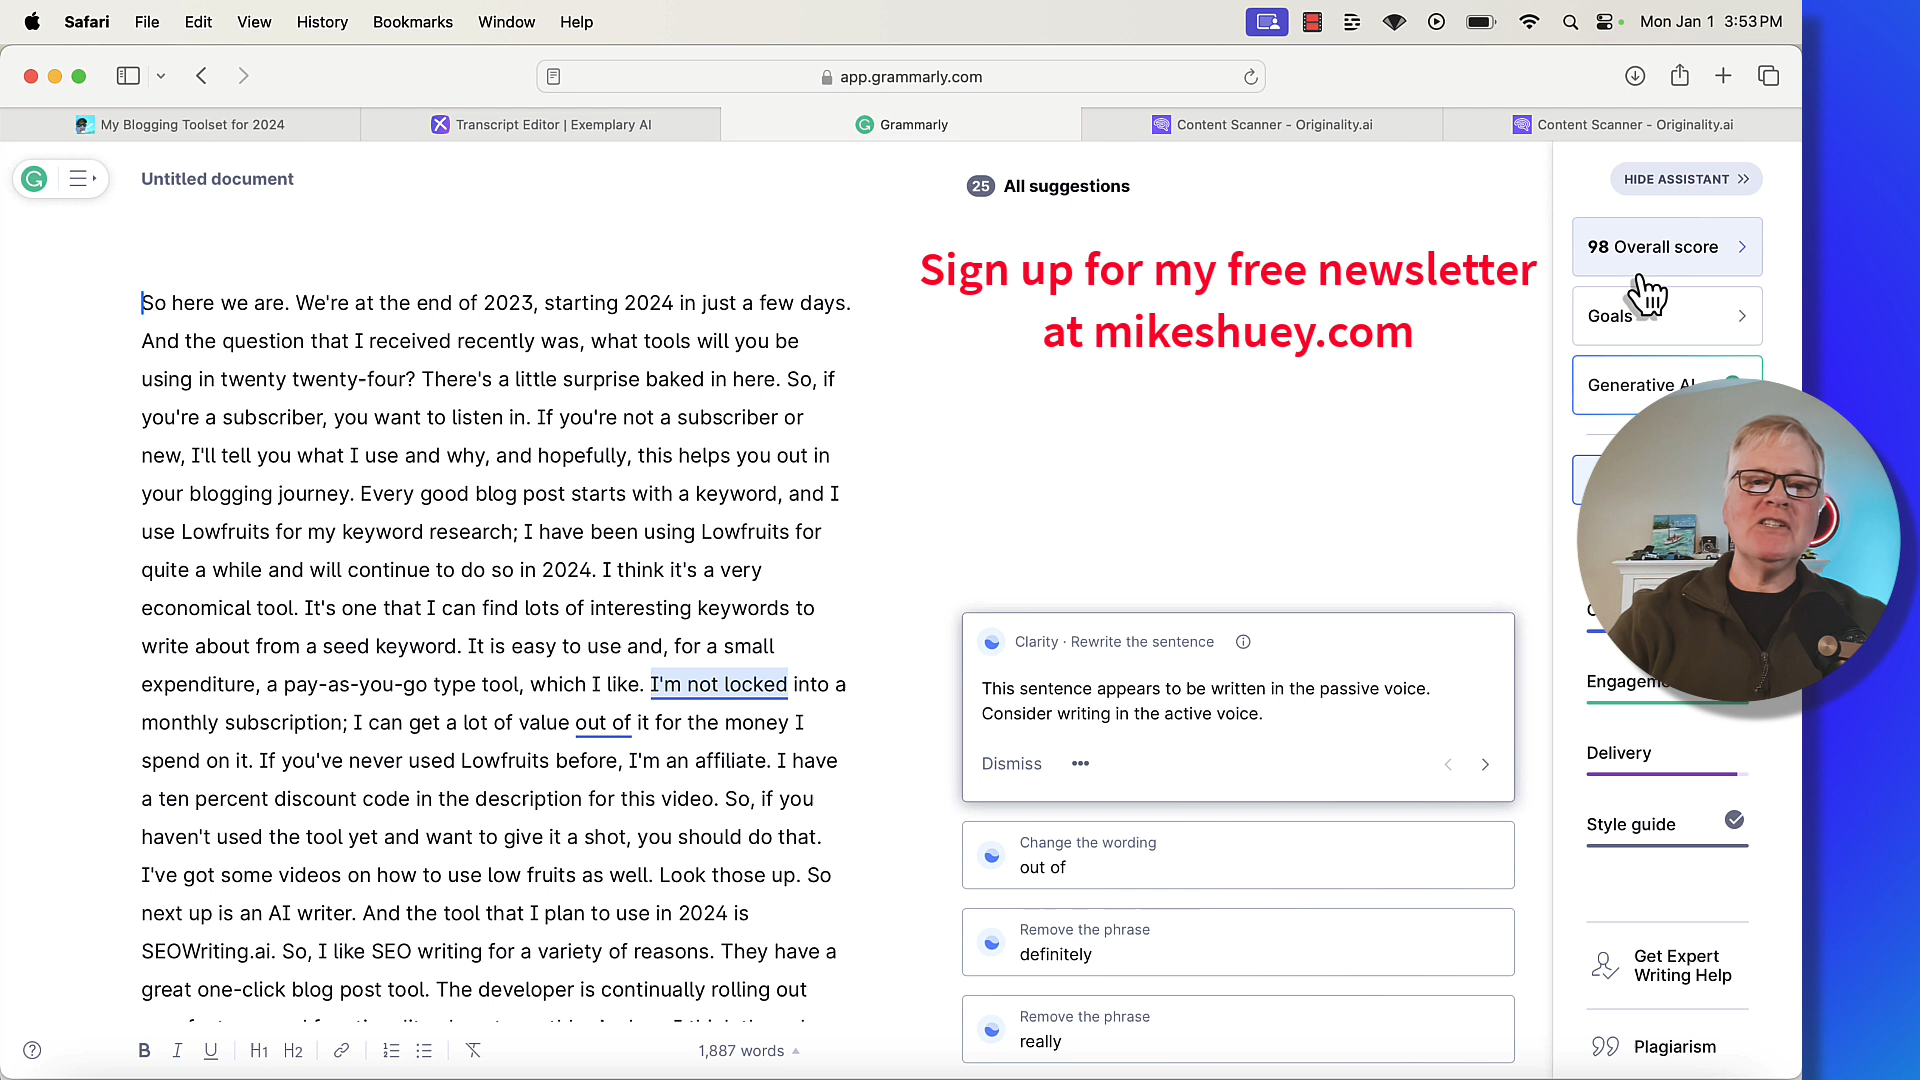 Safari File Edit View History Bookmarks Window Help Mon Jan 1 3:53 PM
app.grammarly.com
My Blogging Toolset for 2024 Transcript Editor | Exemplary AI Grammarly Content Scanner - Originality.ai Content Scanner - Originality.ai
Untitled document
25 All suggestions
HIDE ASSISTANT
98 Overall score
Goals
Generative AI
Sign up for my free newsletter
at mikeshuey.com
So here we are. We're at the end of 2023, starting 2024 in just a few days.
And the question that I received recently was, what tools will you be
using in twenty twenty-four? There's a little surprise baked in here. So, if
you're a subscriber, you want to listen in. If you're not a subscriber or
new, I'll tell you what I use and why, and hopefully, this helps you out in
your blogging journey. Every good blog post starts with a keyword, and I
use Lowfruits for my keyword research; I have been using Lowfruits for
quite a while and will continue to do so in 2024. I think it's a very
economical tool. It's one that I can find lots of interesting keywords to
write about from a seed keyword. It is easy to use and, for a small
expenditure, a pay-as-you-go type tool, which I like. I'm not locked into a
monthly subscription; I can get a lot of value out of it for the money I
spend on it. If you've never used Lowfruits before, I'm an affiliate. I have
a ten percent discount code in the description for this video. So, if you
haven't used the tool yet and want to give it a shot, you should do that.
I've got some videos on how to use low fruits as well. Look those up. So
next up is an AI writer. And the tool that I plan to use in 2024 is
SEOWriting.ai. So, I like SEO writing for a variety of reasons. They have a
great one-click blog post tool. The developer is continually rolling out
Clarity · Rewrite the sentence
This sentence appears to be written in the passive voice.
Consider writing in the active voice.
Dismiss
Change the wording
out of
Remove the phrase
definitely
Remove the phrase
really
Delivery
Style guide
Get Expert
Writing Help
Plagiarism
B I U H1 H2
1,887 words